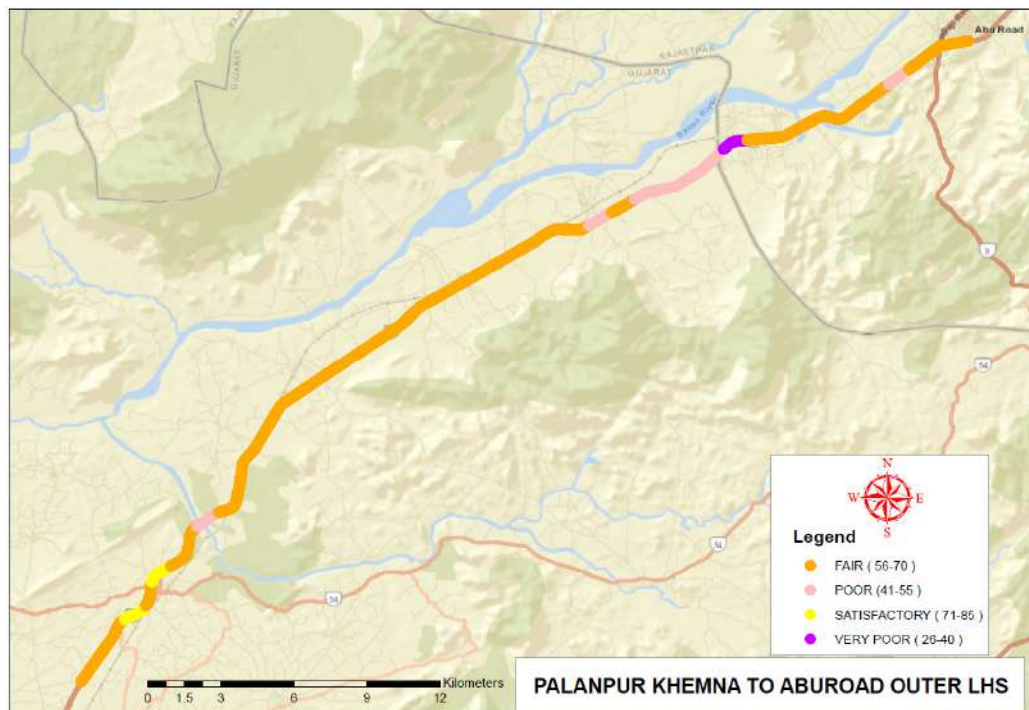 Abu Road
RAJASTHAN
GUJARAT
GUJARAT
Banas River
9
54
54
54
N
W E
S
Legend
FAIR ( 56-70 )
POOR (41-55 )
SATISFACTORY ( 71-85 )
VERY POOR ( 26-40 )
Kilometers
0 1.5 3 6 9 12
PALANPUR KHEMNA TO ABUROAD OUTER LHS